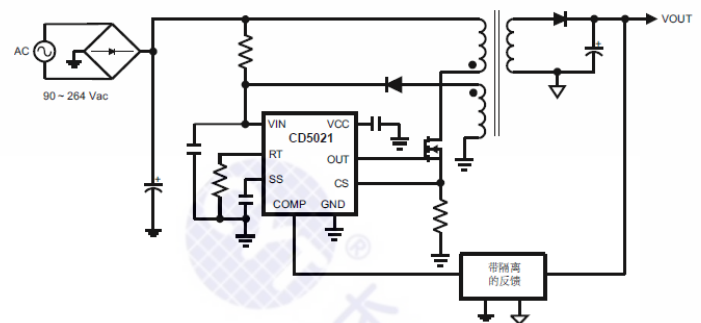 AC
90 ~ 264 Vac
VOUT
VIN
VCC
CD5021
RT
OUT
SS
CS
COMP
GND
带隔离
的反馈
®